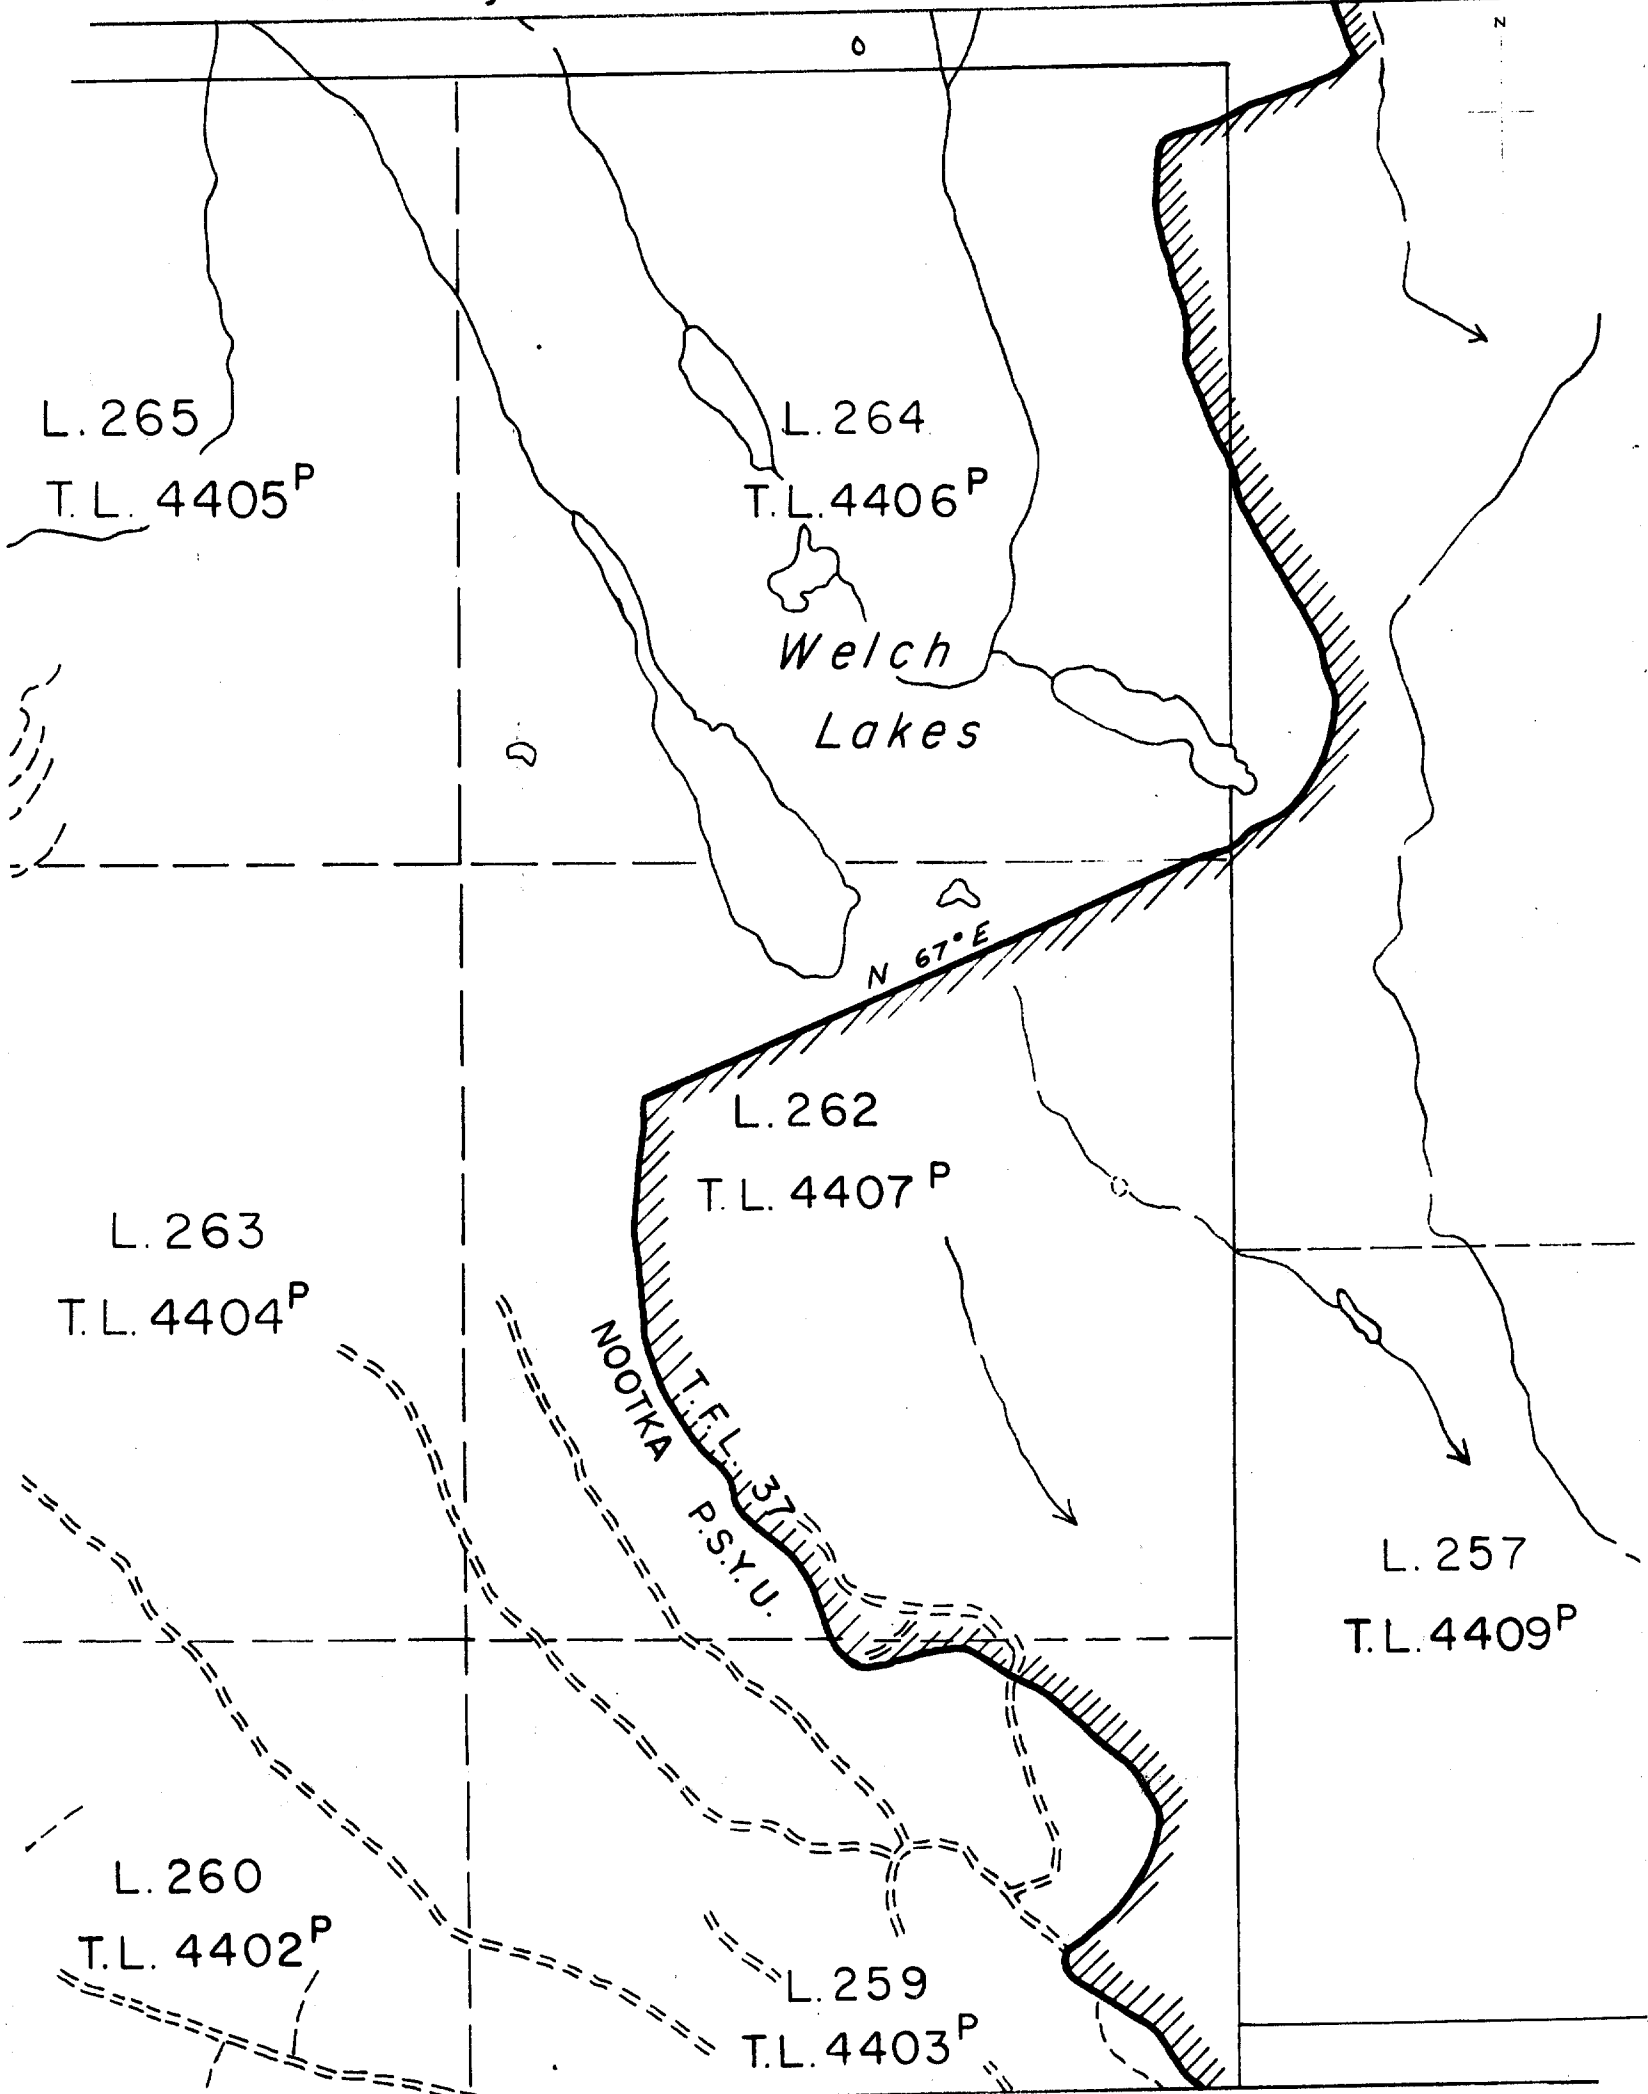 N
L. 265
T. L. 4405P
L. 264
T. L. 4406P
Welch
Lakes
N 67° E
L. 262
T. L. 4407P
L. 263
T. L. 4404P
NOOTKA P.S.Y.U.
T.F.L. 37
L. 257
T. L. 4409P
L. 260
T. L. 4402P
L. 259
T. L. 4403P